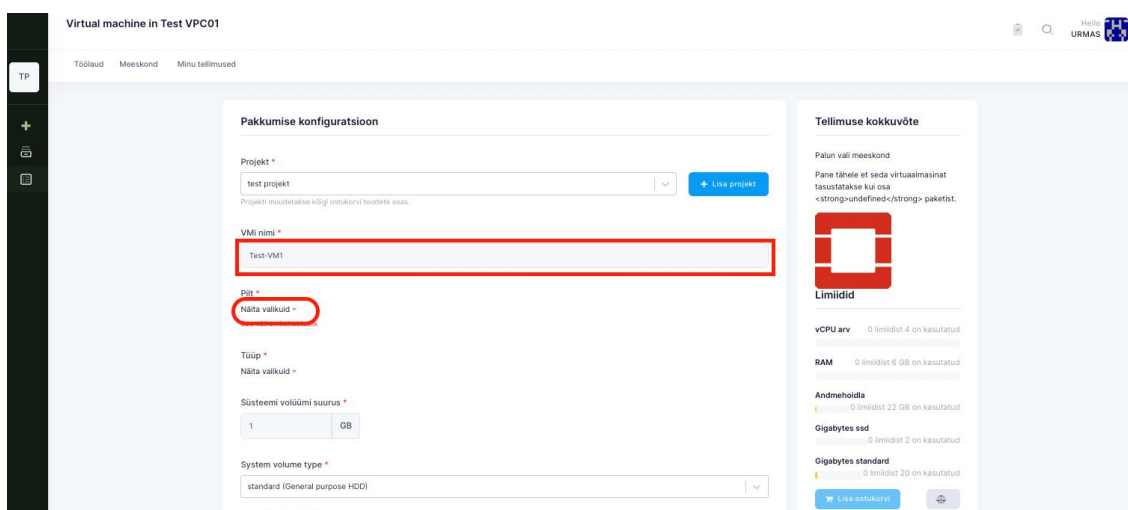 Virtual machine in Test VPC01
Hello
URMAS
Töölaud Meeskond Minu tellimused
TP
Pakkumise konfiguratsioon
Projekt *
test projekt
+ Lisa projekt
Projekti muudetakse kõigi ostukorvi toodete osas.
VMi nimi *
Test-VM1
Pilt *
Näita valikuid
Tüüp *
Näita valikuid
Süsteemi volüümi suurus *
1 GB
System volume type *
standard (General purpose HDD)
Tellimuse kokkuvõte
Palun vali meeskond
Pane tähele et seda virtuaalmasinat
tasustatakse kui osa
<strong>undefined</strong> paketist.
Limiidid
vCPU arv 0 limiidist 4 on kasutatud
RAM 0 limiidist 6 GB on kasutatud
Andmehoidla
0 limiidist 22 GB on kasutatud
Gigabytes ssd
0 limiidist 2 on kasutatud
Gigabytes standard
0 limiidist 20 on kasutatud
Lisa ostukorvi